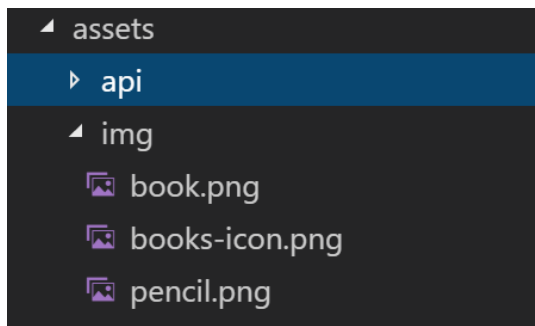 assets
api
img
book.png
books-icon.png
pencil.png